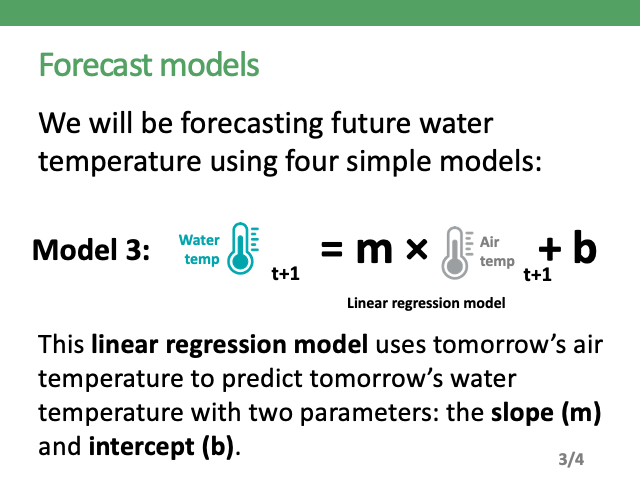 Forecast models
We will be forecasting future water
temperature using four simple models:
Model 3: Water temp t+1 = m × Air temp t+1 + b
Linear regression model
This linear regression model uses tomorrow's air
temperature to predict tomorrow's water
temperature with two parameters: the slope (m)
and intercept (b).
3/4